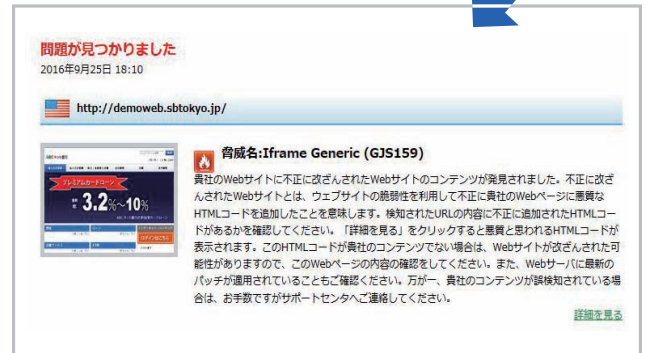 問題が見つかりました
2016年9月25日 18:10
http://demoweb.sbtokyo.jp/
プレミアムカードローン
3.2%~10%
脅威名:Iframe Generic (GJS159)
貴社のWebサイトに不正に改ざんされたWebサイトのコンテンツが発見されました。不正に改ざ
んされたWebサイトとは、ウェブサイトの脆弱性を利用して不正に貴社のWebページに悪質な
HTMLコードを追加したことを意味します。検知されたURLの内容に不正に追加されたHTMLコー
ドがあるかを確認してください。「詳細を見る」をクリックすると悪質と思われるHTMLコードが
表示されます。このHTMLコードが貴社のコンテンツでない場合は、Webサイトが改ざんされた可
能性がありますので、このWebページの内容の確認をしてください。また、Webサーバに最新の
パッチが適用されていることもご確認ください。万が一、貴社のコンテンツが誤検知されている場
合は、お手数ですがサポートセンタへご連絡してください。
詳細を見る